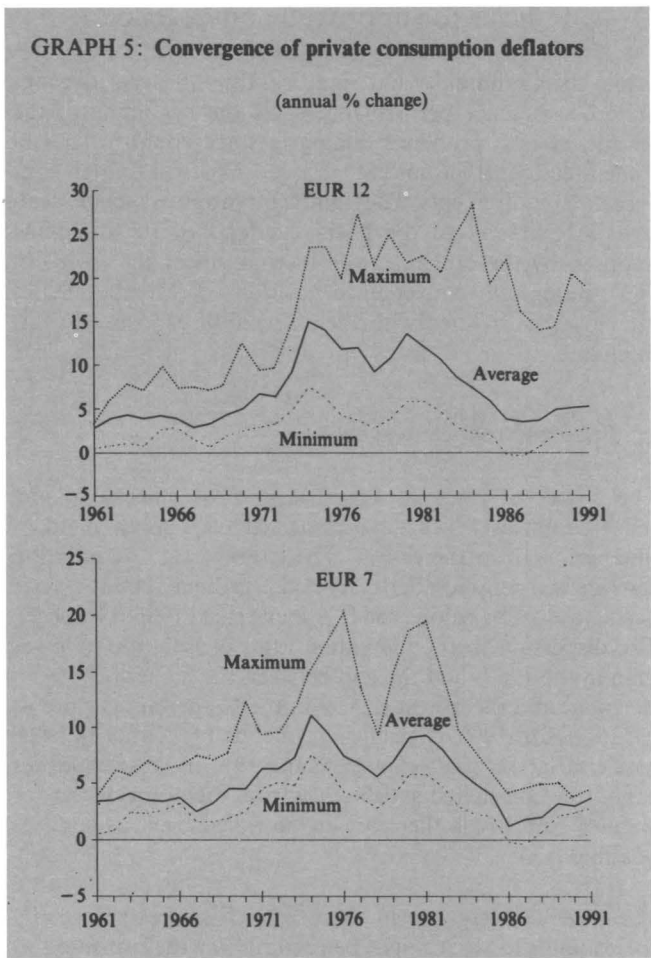 GRAPH 5: Convergence of private consumption deflators
(annual % change)
EUR 12
30
25
20
15
10
5
0
−5
Maximum
Average
Minimum
1961 1966 1971 1976 1981 1986 1991
EUR 7
25
20
15
10
5
0
−5
Maximum
Average
Minimum
1961 1966 1971 1976 1981 1986 1991